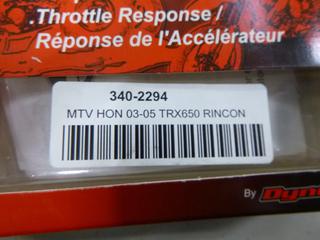 .Throttle Response/
Réponse de l'Accélérateur
340-2294
MTV HON 03-05 TRX650 RINCON
By